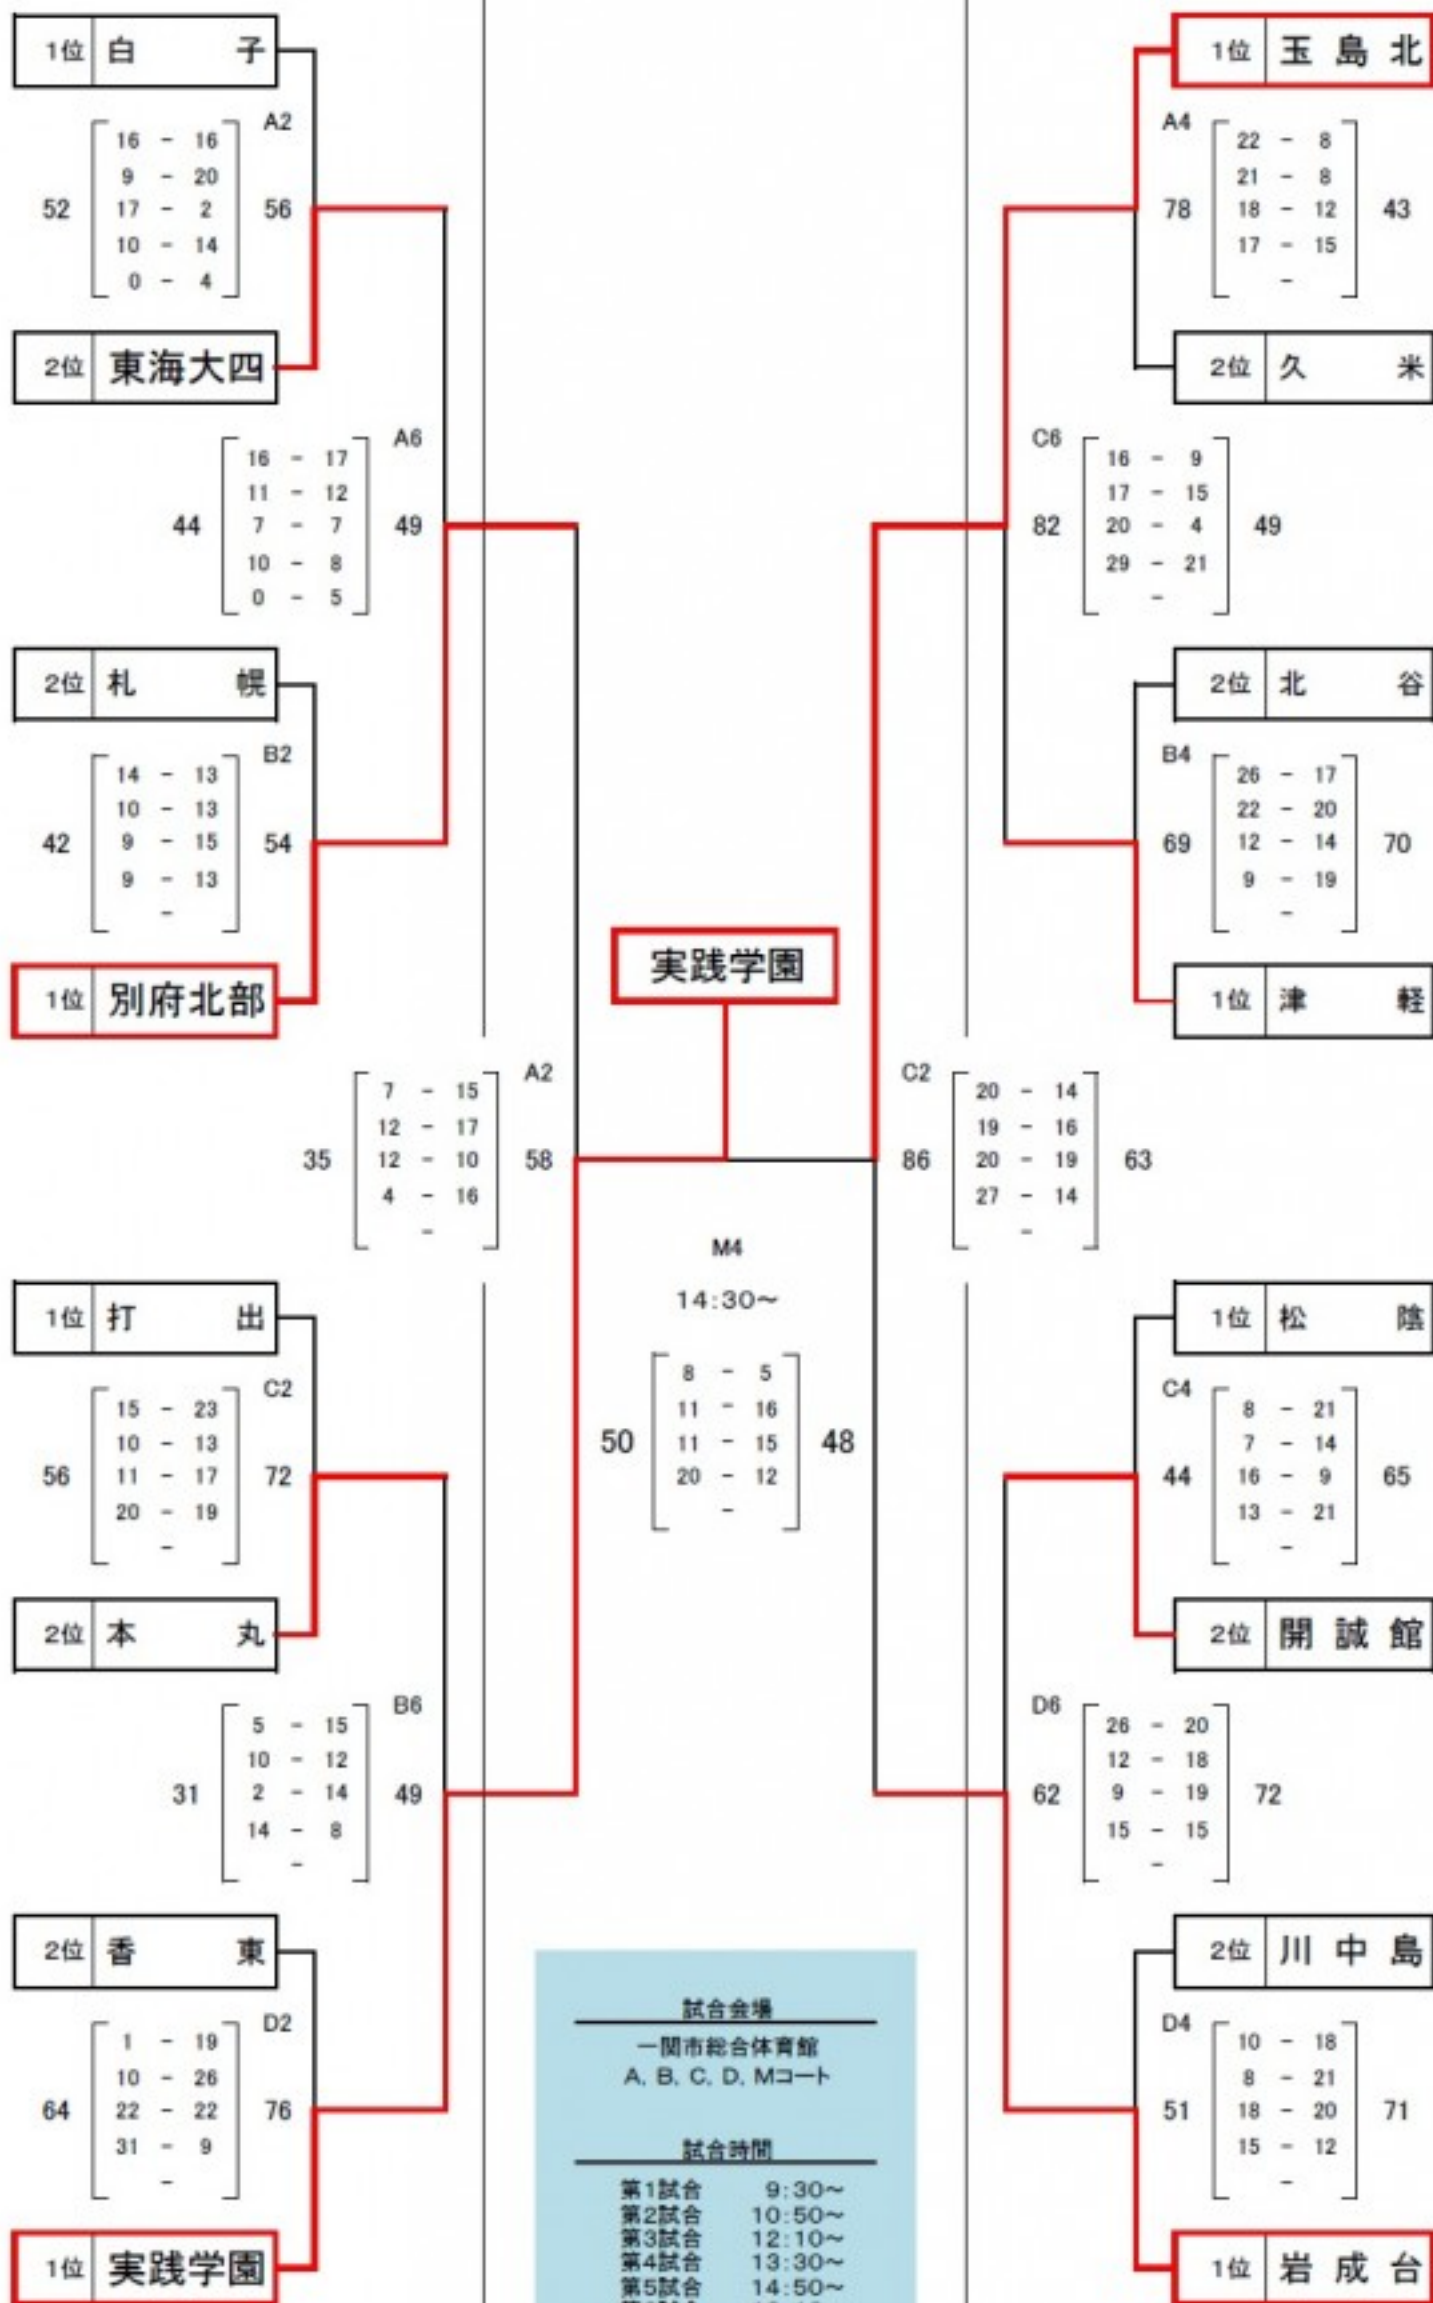 1位 白 子
A2
16 - 16
9 - 20
52 17 - 2 56
10 - 14
0 - 4
2位 東海大四
A6
16 - 17
11 - 12
44 7 - 7 49
10 - 8
0 - 5
2位 札 幌
B2
14 - 13
10 - 13
42 9 - 15 54
9 - 13
-
1位 別府北部
A2
7 - 15
12 - 17
35 12 - 10 58
4 - 16
-
1位 打 出
C2
15 - 23
10 - 13
56 11 - 17 72
20 - 19
-
2位 本 丸
B6
5 - 15
10 - 12
31 2 - 14 49
14 - 8
-
2位 香 東
D2
1 - 19
10 - 26
64 22 - 22 76
31 - 9
-
1位 実践学園
実践学園
M4
14:30～
8 - 5
11 - 16
50 11 - 15 48
20 - 12
-
1位 玉 島 北
A4
22 - 8
21 - 8
78 18 - 12 43
17 - 15
-
2位 久 米
C6
16 - 9
17 - 15
82 20 - 4 49
29 - 21
-
2位 北 谷
B4
26 - 17
22 - 20
69 12 - 14 70
9 - 19
-
1位 津 軽
C2
20 - 14
19 - 16
86 20 - 19 63
27 - 14
-
1位 松 陰
C4
8 - 21
7 - 14
44 16 - 9 65
13 - 21
-
2位 開 誠 館
D6
26 - 20
12 - 18
62 9 - 19 72
15 - 15
-
2位 川 中 島
D4
10 - 18
8 - 21
51 18 - 20 71
15 - 12
-
1位 岩 成 台
試合会場
一関市総合体育館
A, B, C, D, Mコート
試合時間
第1試合 9:30～
第2試合 10:50～
第3試合 12:10～
第4試合 13:30～
第5試合 14:50～